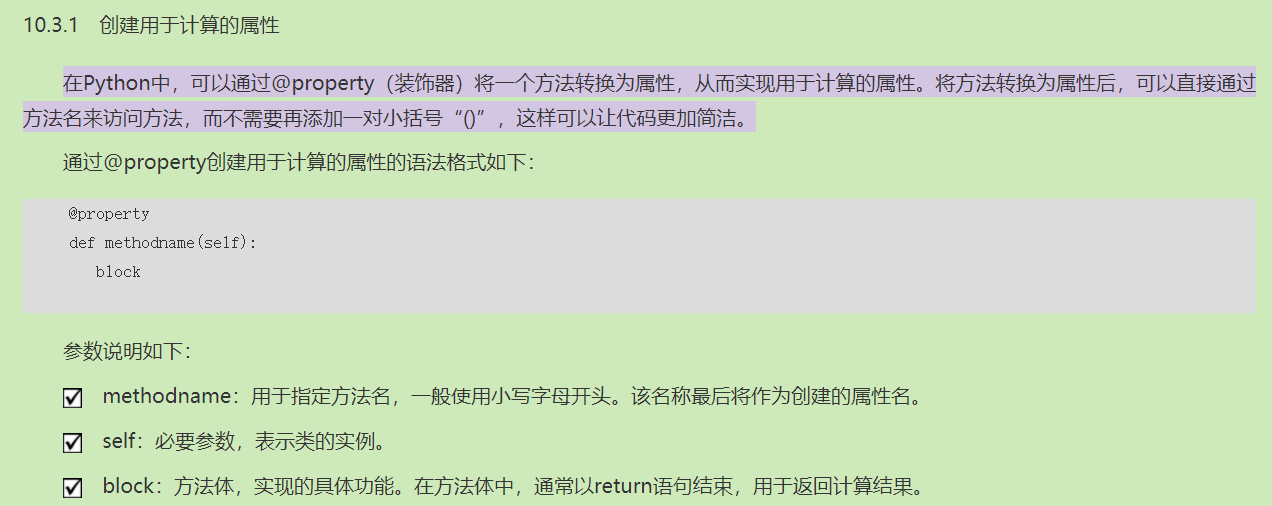 10.3.1 创建用于计算的属性
在Python中，可以通过@property（装饰器）将一个方法转换为属性，从而实现用于计算的属性。将方法转换为属性后，可以直接通过
方法名来访问方法，而不需要再添加一对小括号“()”，这样可以让代码更加简洁。
通过@property创建用于计算的属性的语法格式如下：
@property
def methodname(self):
block
参数说明如下：
methodname：用于指定方法名，一般使用小写字母开头。该名称最后将作为创建的属性名。
self：必要参数，表示类的实例。
block：方法体，实现的具体功能。在方法体中，通常以return语句结束，用于返回计算结果。